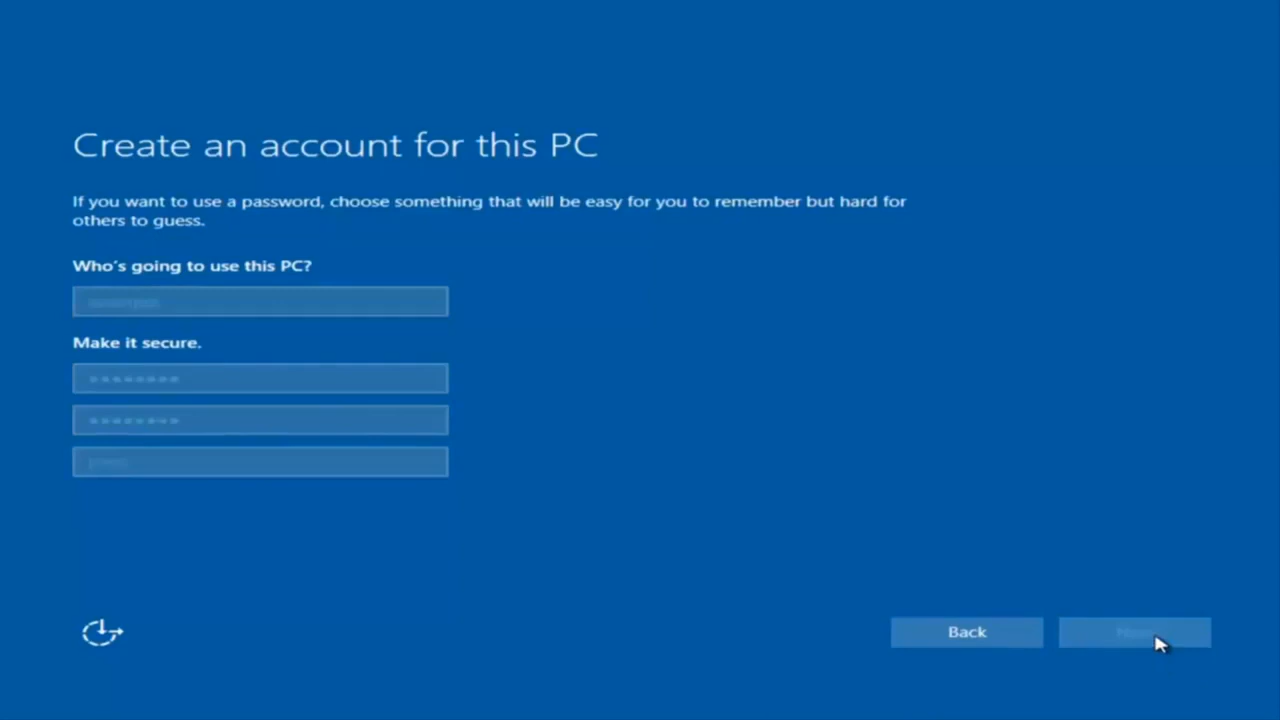 Create an account for this PC
If you want to use a password, choose something that will be easy for you to remember but hard for
others to guess.
Who's going to use this PC?
Make it secure.
Back